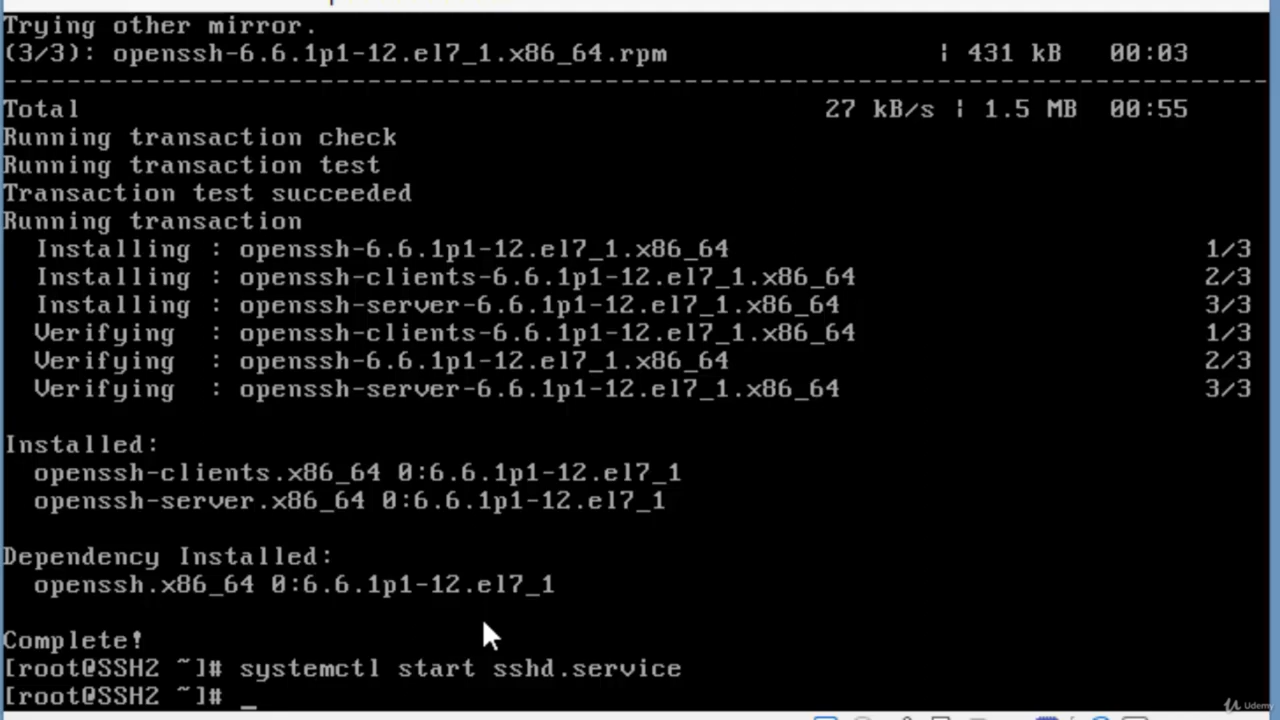 Trying other mirror.
(3/3): openssh-6.6.1p1-12.el7_1.x86_64.rpm | 431 kB 00:03
--------------------------------------------------------------------------------
Total 27 kB/s | 1.5 MB 00:55
Running transaction check
Running transaction test
Transaction test succeeded
Running transaction
Installing : openssh-6.6.1p1-12.el7_1.x86_64 1/3
Installing : openssh-clients-6.6.1p1-12.el7_1.x86_64 2/3
Installing : openssh-server-6.6.1p1-12.el7_1.x86_64 3/3
Verifying : openssh-clients-6.6.1p1-12.el7_1.x86_64 1/3
Verifying : openssh-6.6.1p1-12.el7_1.x86_64 2/3
Verifying : openssh-server-6.6.1p1-12.el7_1.x86_64 3/3
Installed:
openssh-clients.x86_64 0:6.6.1p1-12.el7_1
openssh-server.x86_64 0:6.6.1p1-12.el7_1
Dependency Installed:
openssh.x86_64 0:6.6.1p1-12.el7_1
Complete!
[root@SSH2 ~]# systemctl start sshd.service
[root@SSH2 ~]# _
Udemy